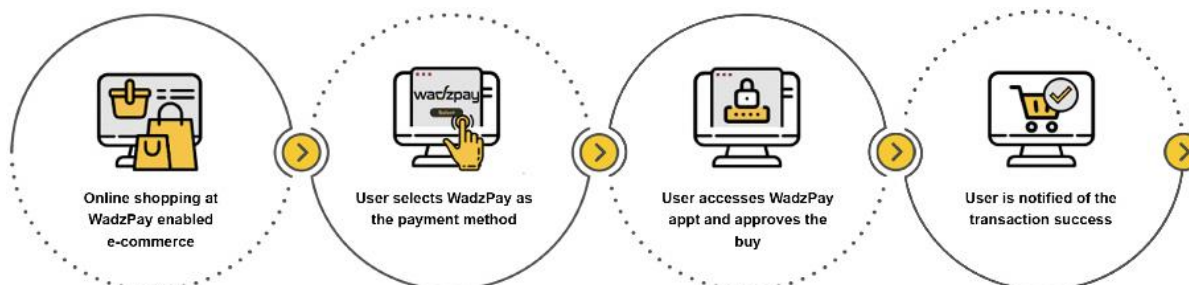 wadzpay
Online shopping at
WadzPay enabled
e-commerce
User selects WadzPay as
the payment method
User accesses WadzPay
appt and approves the
buy
User is notified of the
transaction success